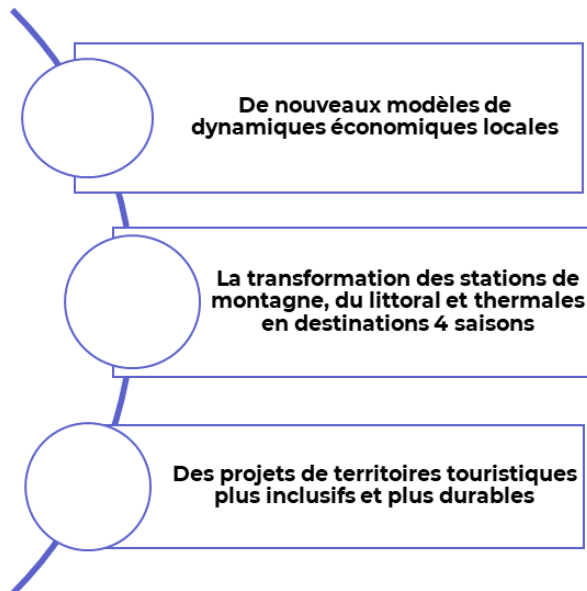 De nouveaux modèles de
dynamiques économiques locales
La transformation des stations de
montagne, du littoral et thermales
en destinations 4 saisons
Des projets de territoires touristiques
plus inclusifs et plus durables